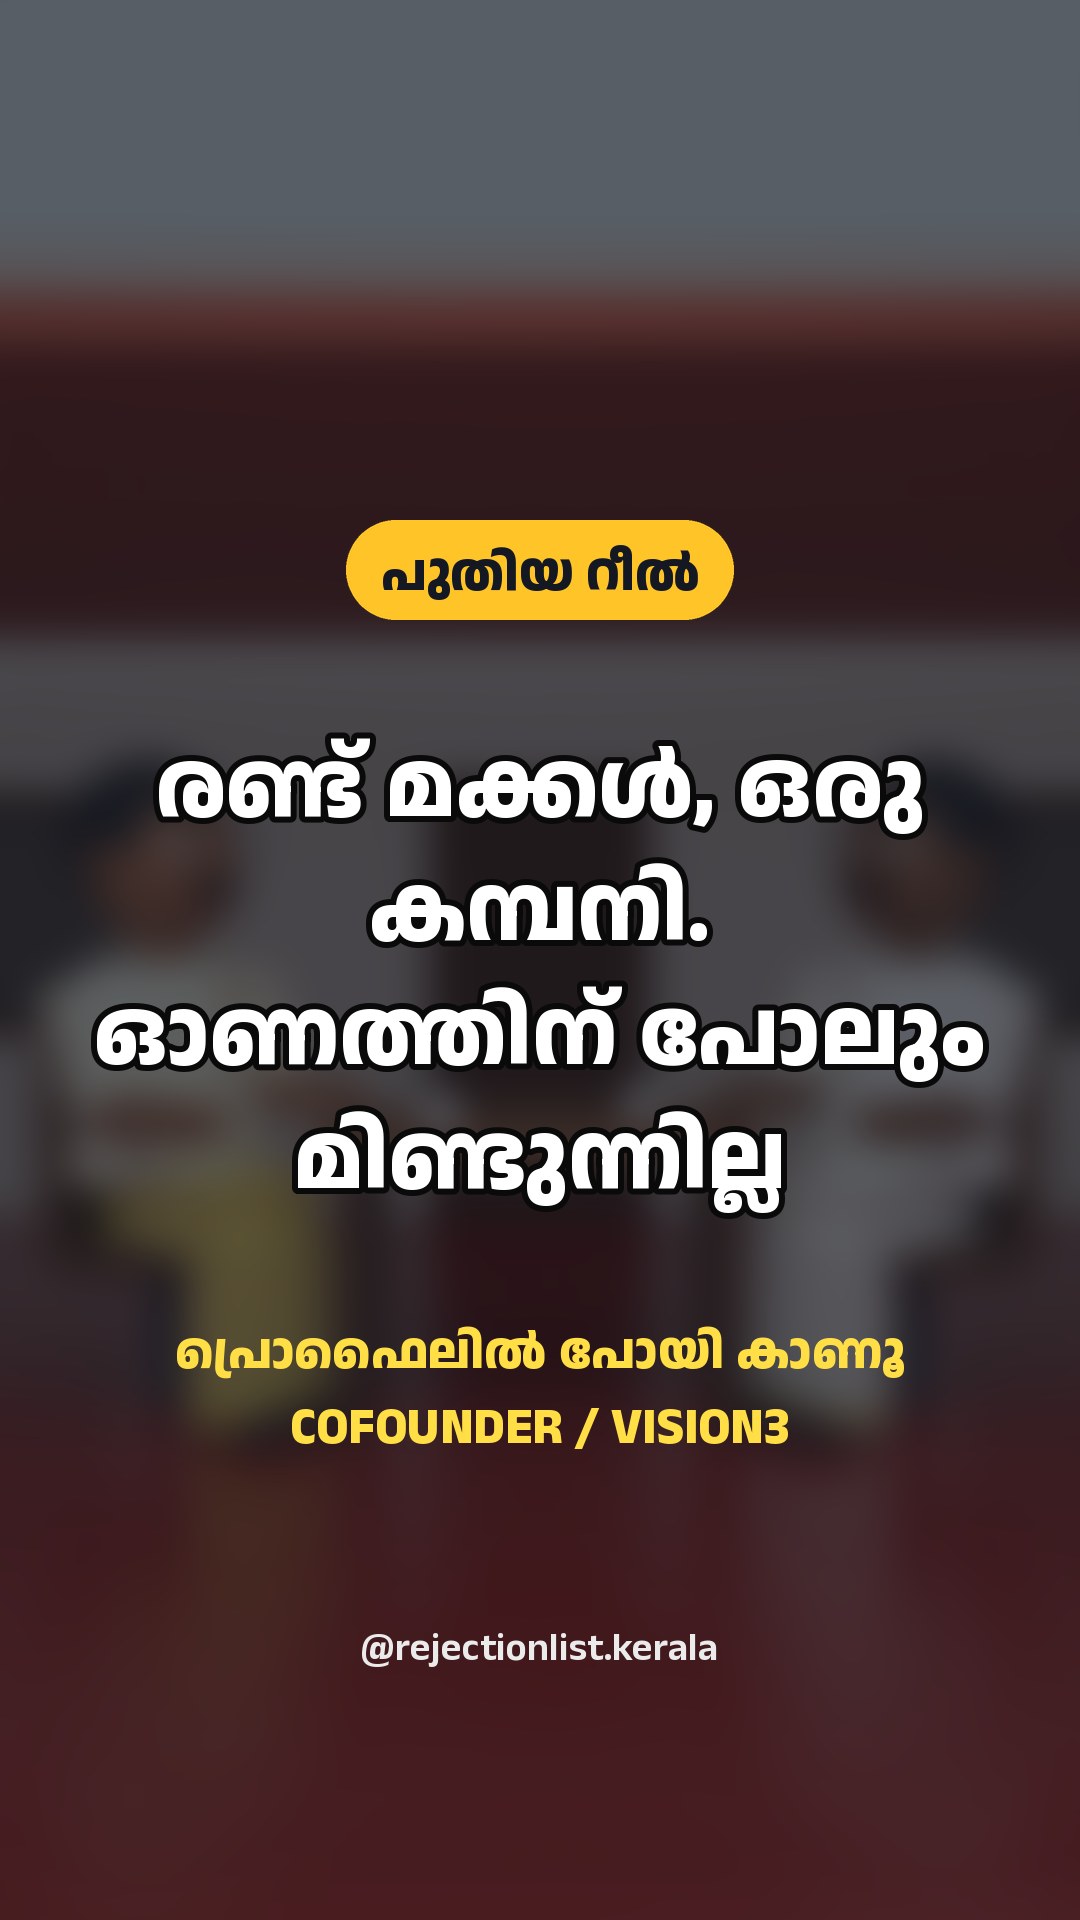 പുതിയ റീൽ
രണ്ട് മക്കൾ, ഒരു
കമ്പനി.
ഓണത്തിന് പോലും
മിണ്ടുന്നില്ല
പ്രൊഫൈലിൽ പോയി കാണൂ
COFOUNDER / VISION3
@rejectionlist.kerala